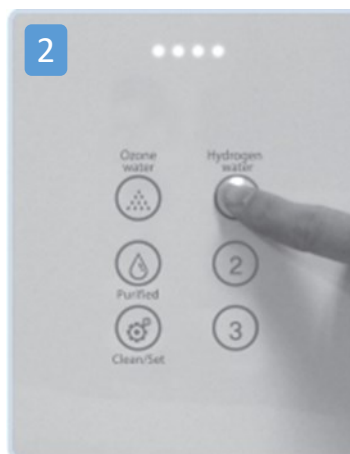 2
Ozone
water
Hydrogen
water
2
Purified
3
Clean/Set